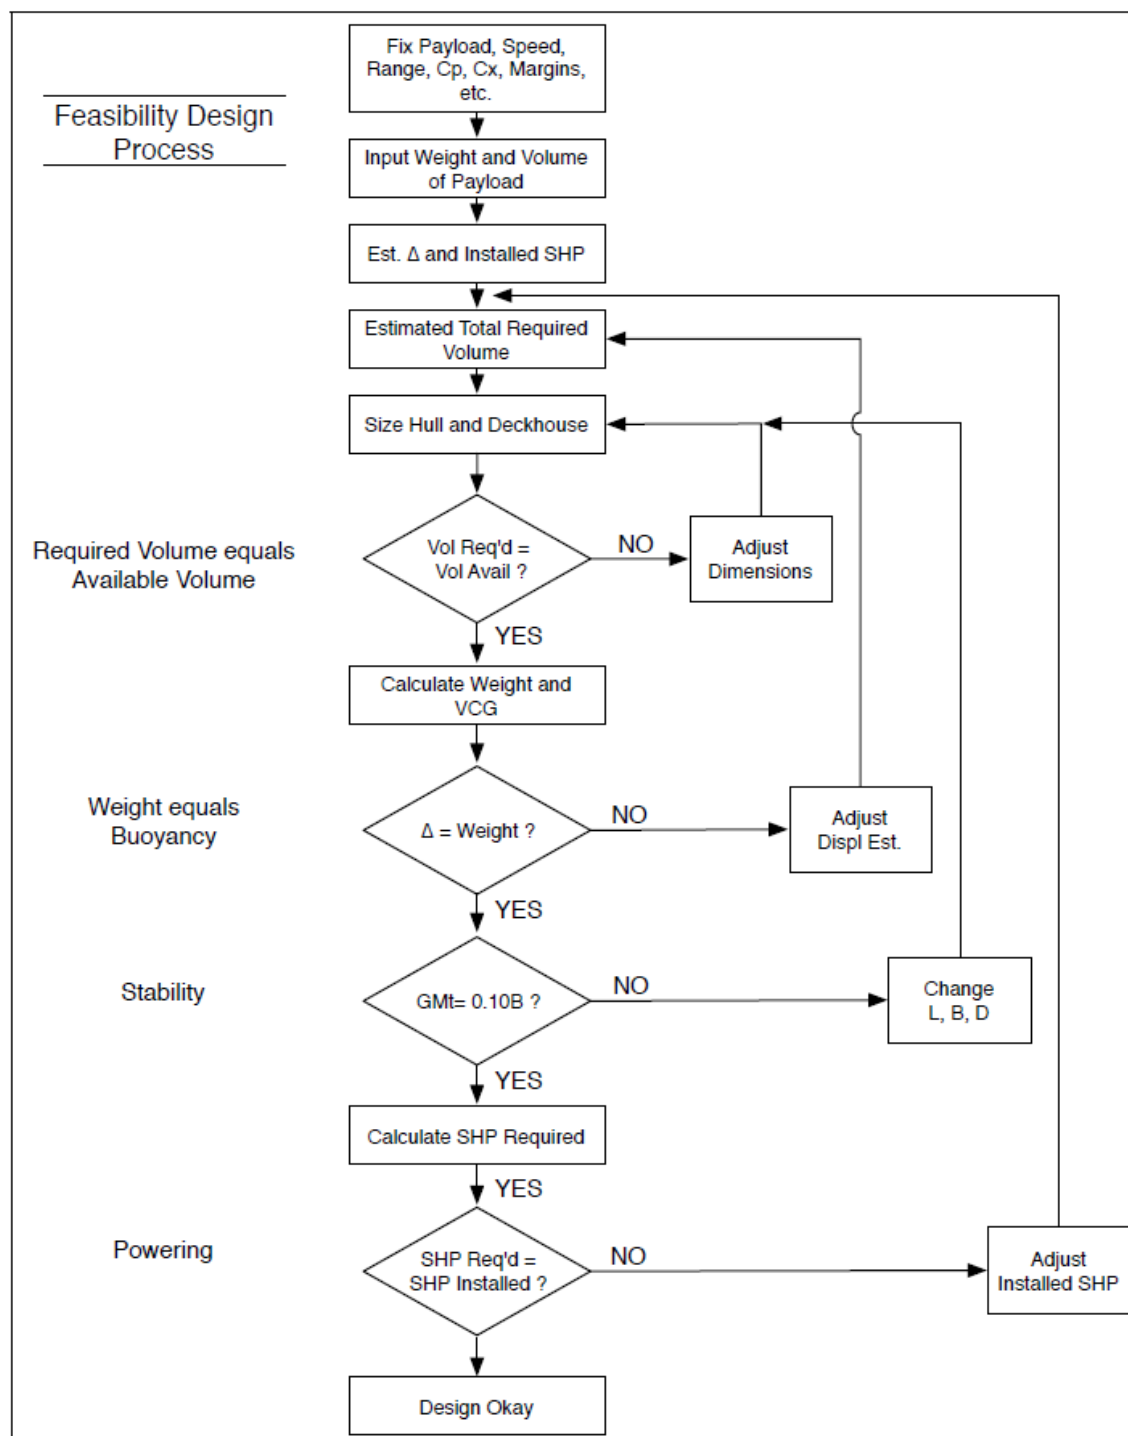 Fix Payload, Speed,
Range, Cp, Cx, Margins,
etc.
Feasibility Design
Process
Input Weight and Volume
of Payload
Est. Δ and Installed SHP
Estimated Total Required
Volume
Size Hull and Deckhouse
Required Volume equals
Available Volume
Vol Req'd =
Vol Avail ?
NO
Adjust
Dimensions
YES
Calculate Weight and
VCG
Weight equals
Buoyancy
Δ = Weight ?
NO
Adjust
Displ Est.
YES
Stability
GMt= 0.10B ?
NO
Change
L, B, D
YES
Calculate SHP Required
YES
Powering
SHP Req'd =
SHP Installed ?
NO
Adjust
Installed SHP
Design Okay